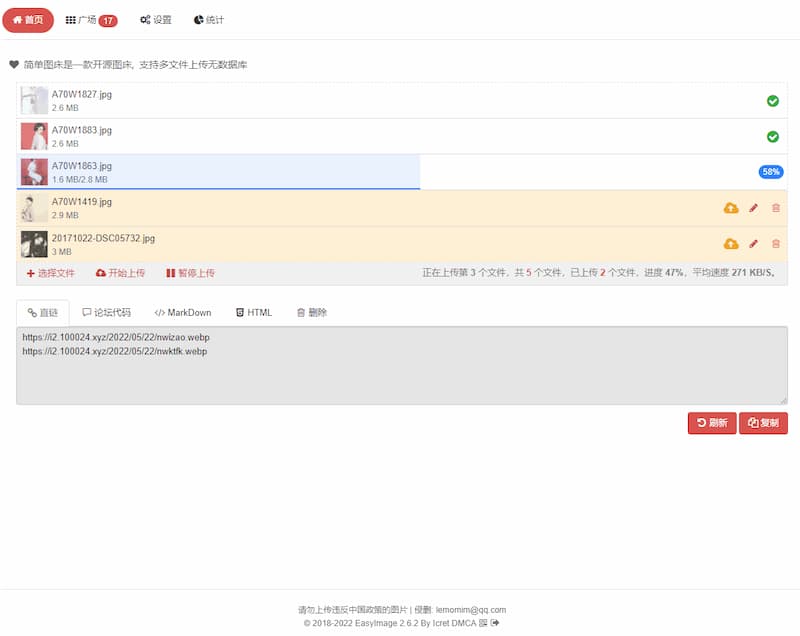 首页 广场 17 设置 统计
简单图床是一款开源图床, 支持多文件上传无数据库
A70W1827.jpg
2.6 MB
A70W1883.jpg
2.6 MB
A70W1863.jpg
1.6 MB/2.8 MB
58%
A70W1419.jpg
2.9 MB
20171022-DSC05732.jpg
3 MB
选择文件 开始上传 暂停上传 正在上传第 3 个文件，共 5 个文件，已上传 2 个文件，进度 47%，平均速度 271 KB/S。
直链 论坛代码 MarkDown HTML 删除
https://i2.100024.xyz/2022/05/22/nwizao.webp
https://i2.100024.xyz/2022/05/22/nwktfk.webp
刷新 复制
请勿上传违反中国政策的图片 | 侵删: lemomim@qq.com
© 2018-2022 EasyImage 2.6.2 By Icret DMCA